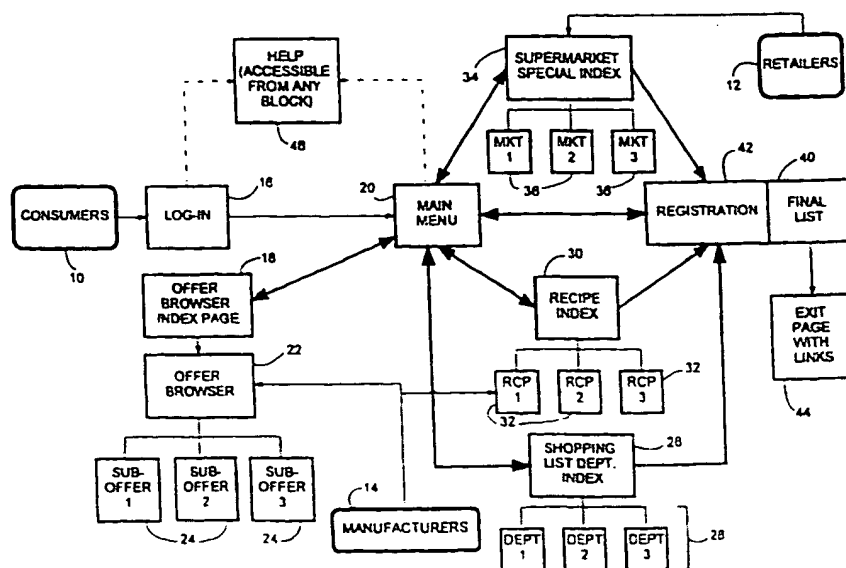 HELP
(ACCESSIBLE
FROM ANY
BLOCK)
48
34
SUPERMARKET
SPECIAL INDEX
12
RETAILERS
MKT
1
MKT
2
MKT
3
36
36
CONSUMERS
10
LOG-IN
16
20
MAIN
MENU
42
40
REGISTRATION
FINAL
LIST
18
OFFER
BROWSER
INDEX PAGE
30
RECIPE
INDEX
EXIT
PAGE
WITH
LINKS
44
22
OFFER
BROWSER
RCP
1
RCP
2
RCP
3
32
32
28
SHOPPING
LIST DEPT.
INDEX
SUB-
OFFER
1
SUB-
OFFER
2
SUB-
OFFER
3
24
24
14
MANUFACTURERS
DEPT
1
DEPT
2
DEPT
3
28